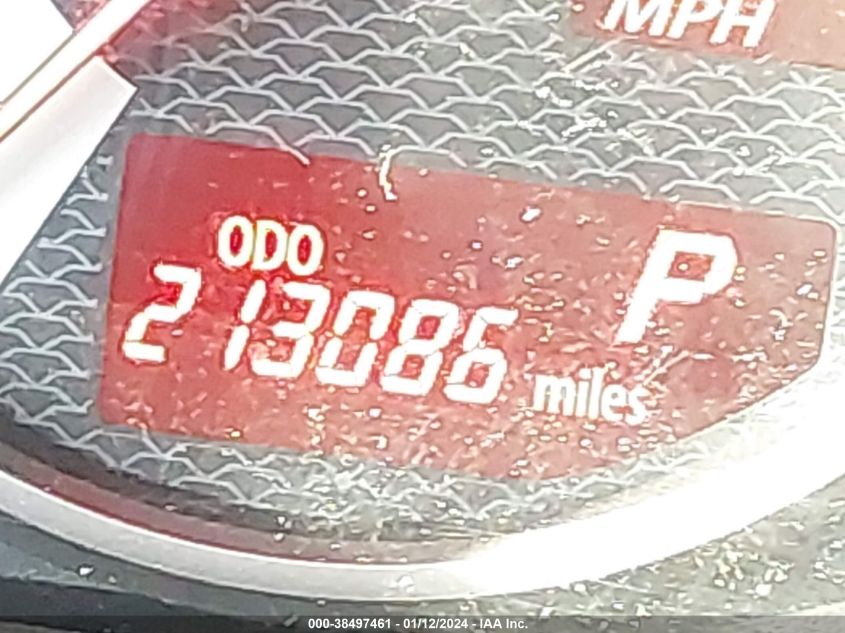 MPH
ODO
P
213086 miles
000-38497461 - 01/12/2024 - IAA Inc.